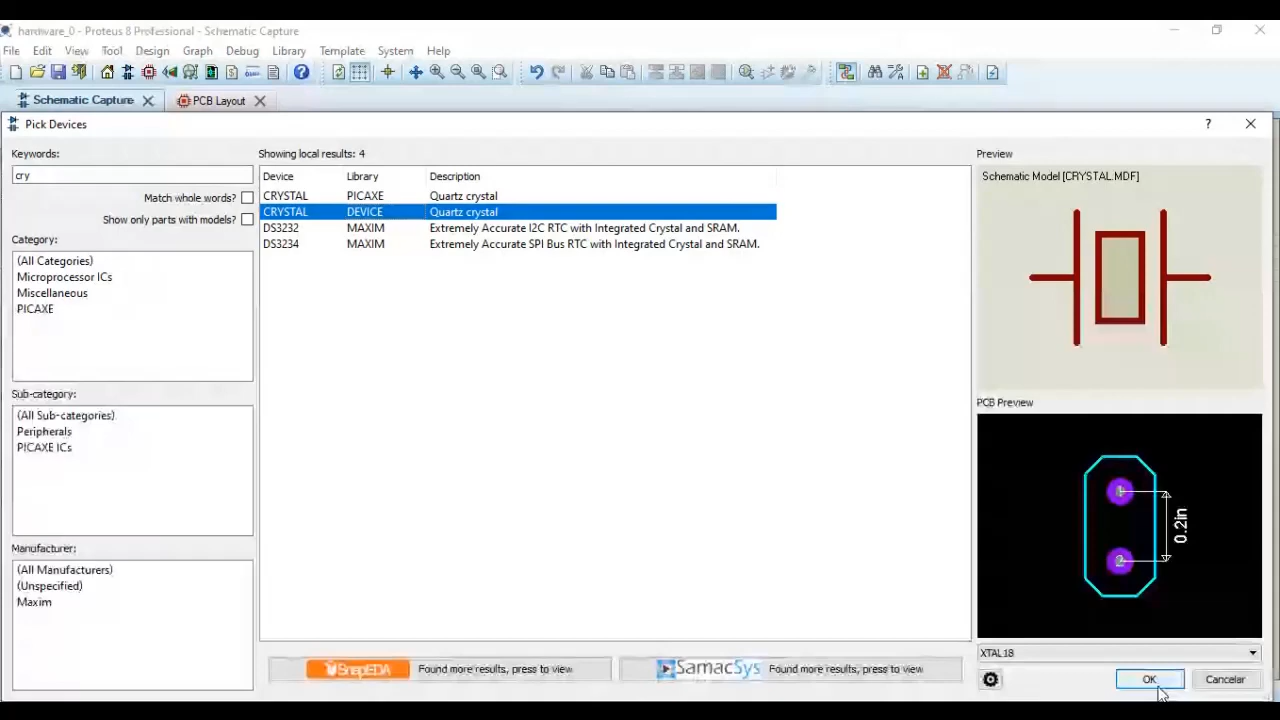 hardware_0 - Proteus 8 Professional - Schematic Capture
File Edit View Tool Design Graph Debug Library Template System Help
Schematic Capture PCB Layout
Pick Devices
Keywords: Showing local results: 4 Preview
cry
Device Library Description
Schematic Model [CRYSTAL.MDF]
Match whole words?
CRYSTAL PICAXE Quartz crystal
Show only parts with models?
CRYSTAL DEVICE Quartz crystal
DS3232 MAXIM Extremely Accurate I2C RTC with Integrated Crystal and SRAM.
Category:
DS3234 MAXIM Extremely Accurate SPI Bus RTC with Integrated Crystal and SRAM.
(All Categories)
Microprocessor ICs
Miscellaneous
PICAXE
Sub-category:
PCB Preview
(All Sub-categories)
Peripherals
PICAXE ICs
1
0.2in
2
Manufacturer:
(All Manufacturers)
(Unspecified)
Maxim
XTAL18
SnapEDA Found more results, press to view
SamacSys Found more results, press to view
OK Cancelar